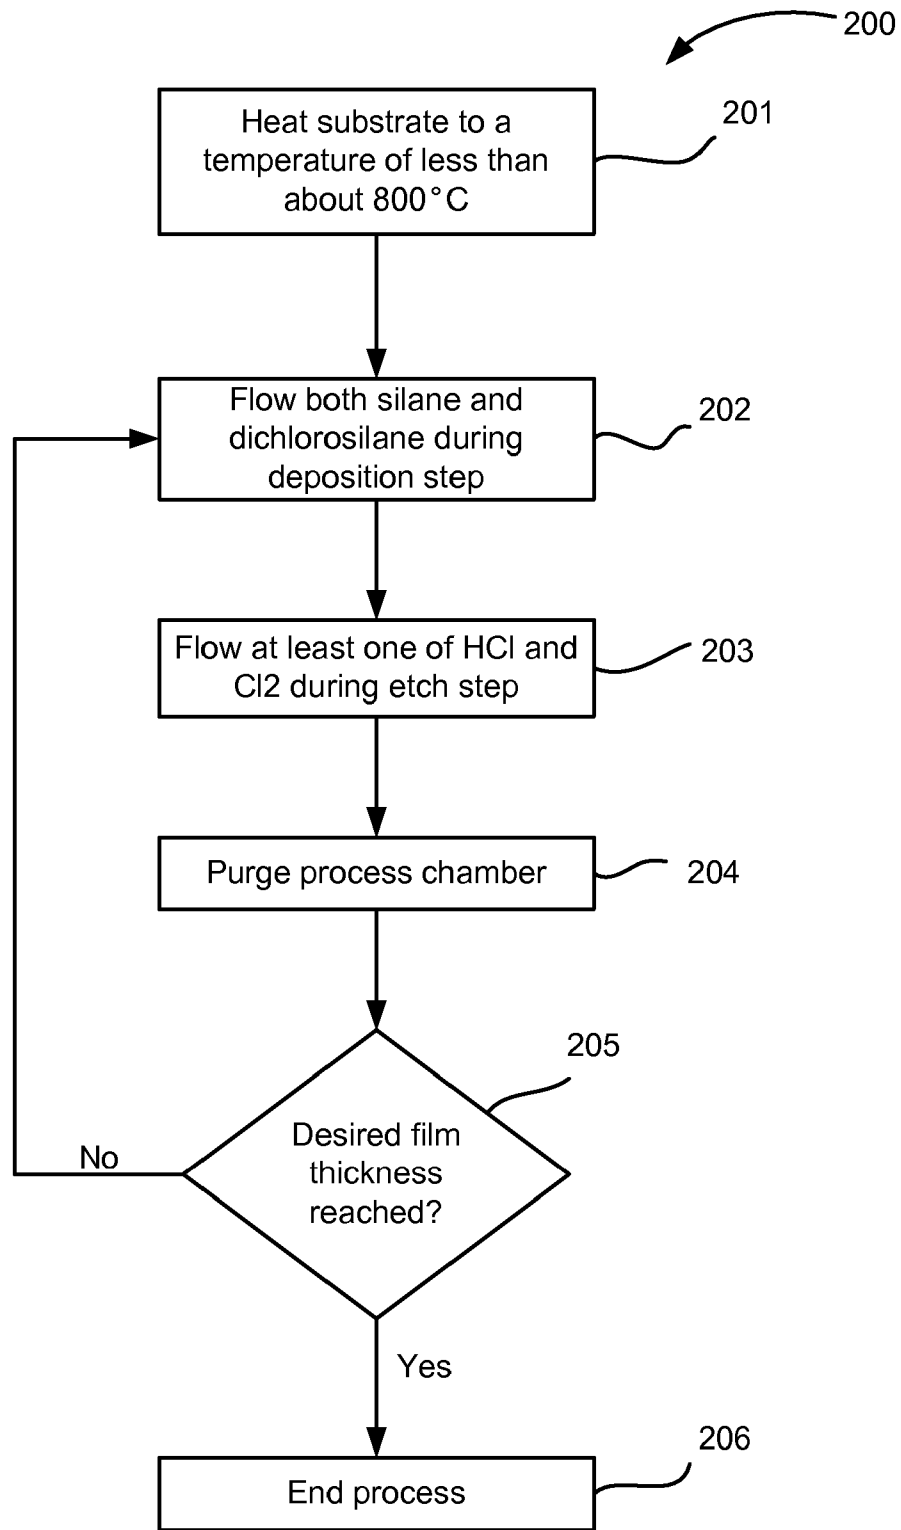 200
Heat substrate to a
temperature of less than
about 800°C
201
Flow both silane and
dichlorosilane during
deposition step
202
Flow at least one of HCl and
Cl2 during etch step
203
Purge process chamber
204
205
Desired film
thickness
reached?
No
Yes
206
End process